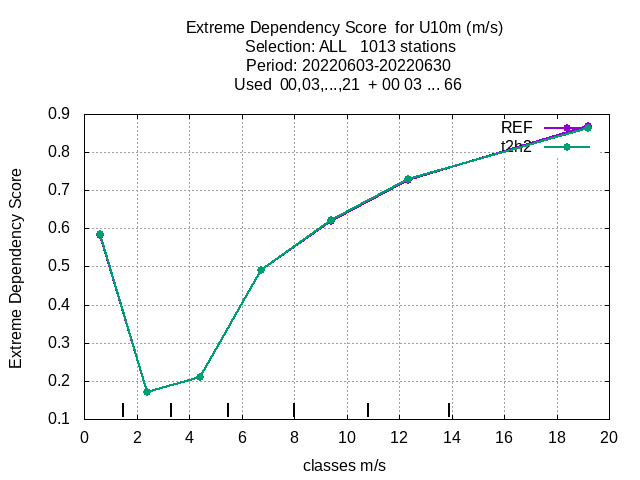 Extreme Dependency Score  for U10m (m/s)
Selection: ALL   1013 stations
Period: 20220603-20220630
Used  00,03,...,21  + 00 03 ... 66
REF
t2h2
Extreme Dependency Score
0.9
0.8
0.7
0.6
0.5
0.4
0.3
0.2
0.1
0 2 4 6 8 10 12 14 16 18 20
classes m/s